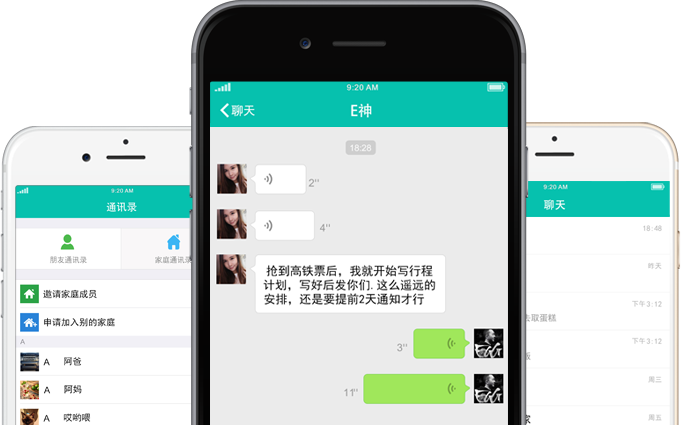 9:20 AM
通讯录
朋友通讯录
家庭通讯录
邀请家庭成员
申请加入别的家庭
A
A 阿爸
A 阿妈
A 哎哟喂
9:20 AM
聊天
E神
18:28
2''
4''
抢到高铁票后，我就开始写行程
计划，写好后发你们. 这么遥远的
安排，还是要提前2天通知才行
3''
11''
9:20 AM
聊天
18:48
昨天
下午3:12
去取蛋糕
下午3:12
周三
周五